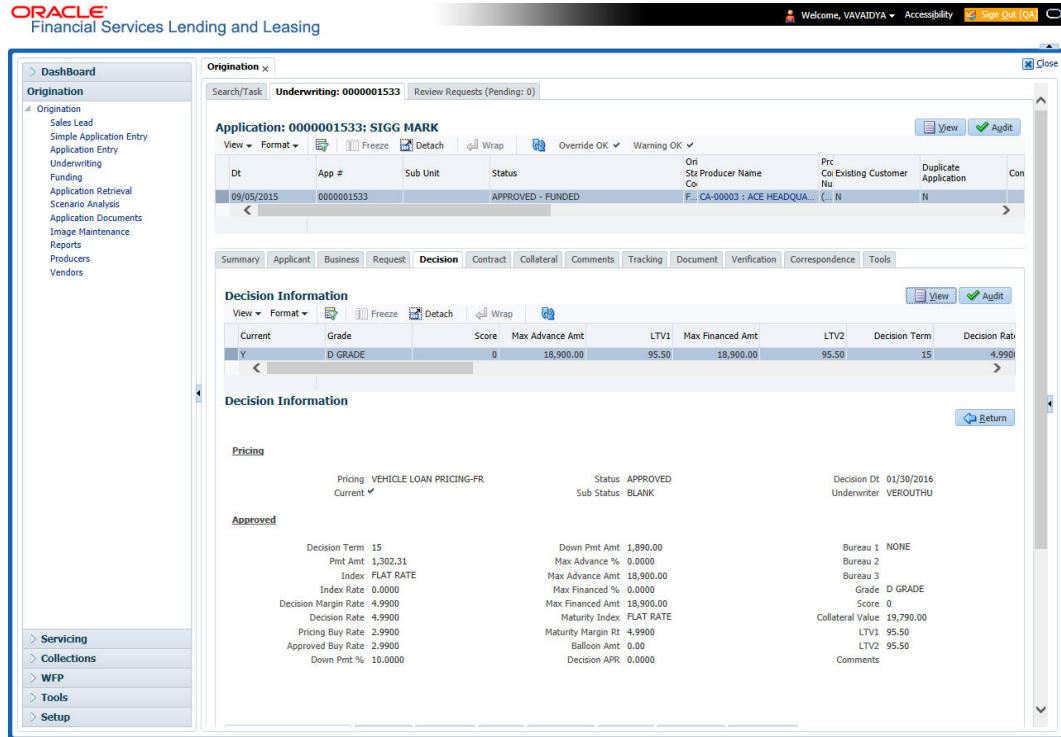 ORACLE®
Financial Services Lending and Leasing
Welcome, VAVAIDYA Accessibility Sign Out [QA]
Close
DashBoard
Origination
Origination
Sales Lead
Simple Application Entry
Application Entry
Underwriting
Funding
Application Retrieval
Scenario Analysis
Application Documents
Image Maintenance
Reports
Producers
Vendors
Servicing
Collections
WFP
Tools
Setup
Origination
Search/Task Underwriting: 0000001533 Review Requests (Pending: 0)
Application: 0000001533: SIGG MARK
View Audit
View Format Freeze Detach Wrap Override OK Warning OK
Dt App # Sub Unit Status Ori Sta Co Producer Name Prc Co Nu Existing Customer Duplicate Application Con
09/05/2015 0000001533 APPROVED - FUNDED F... CA-00003 : ACE HEADQUA... (... N N
Summary Applicant Business Request Decision Contract Collateral Comments Tracking Document Verification Correspondence Tools
Decision Information
View Audit
View Format Freeze Detach Wrap
Current Grade Score Max Advance Amt LTV1 Max Financed Amt LTV2 Decision Term Decision Rat
Y D GRADE 0 18,900.00 95.50 18,900.00 95.50 15 4.990
Decision Information
Return
Pricing
Pricing VEHICLE LOAN PRICING-FR Status APPROVED Decision Dt 01/30/2016
Current Sub Status BLANK Underwriter VEROUTHU
Approved
Decision Term 15 Down Pmt Amt 1,890.00 Bureau 1 NONE
Pmt Amt 1,302.31 Max Advance % 0.0000 Bureau 2
Index FLAT RATE Max Advance Amt 18,900.00 Bureau 3
Index Rate 0.0000 Max Financed % 0.0000 Grade D GRADE
Decision Margin Rate 4.9900 Max Financed Amt 18,900.00 Score 0
Decision Rate 4.9900 Maturity Index FLAT RATE Collateral Value 19,790.00
Pricing Buy Rate 2.9900 Maturity Margin Rt 4.9900 LTV1 95.50
Approved Buy Rate 2.9900 Balloon Amt 0.00 LTV2 95.50
Down Pmt % 10.0000 Decision APR 0.0000 Comments